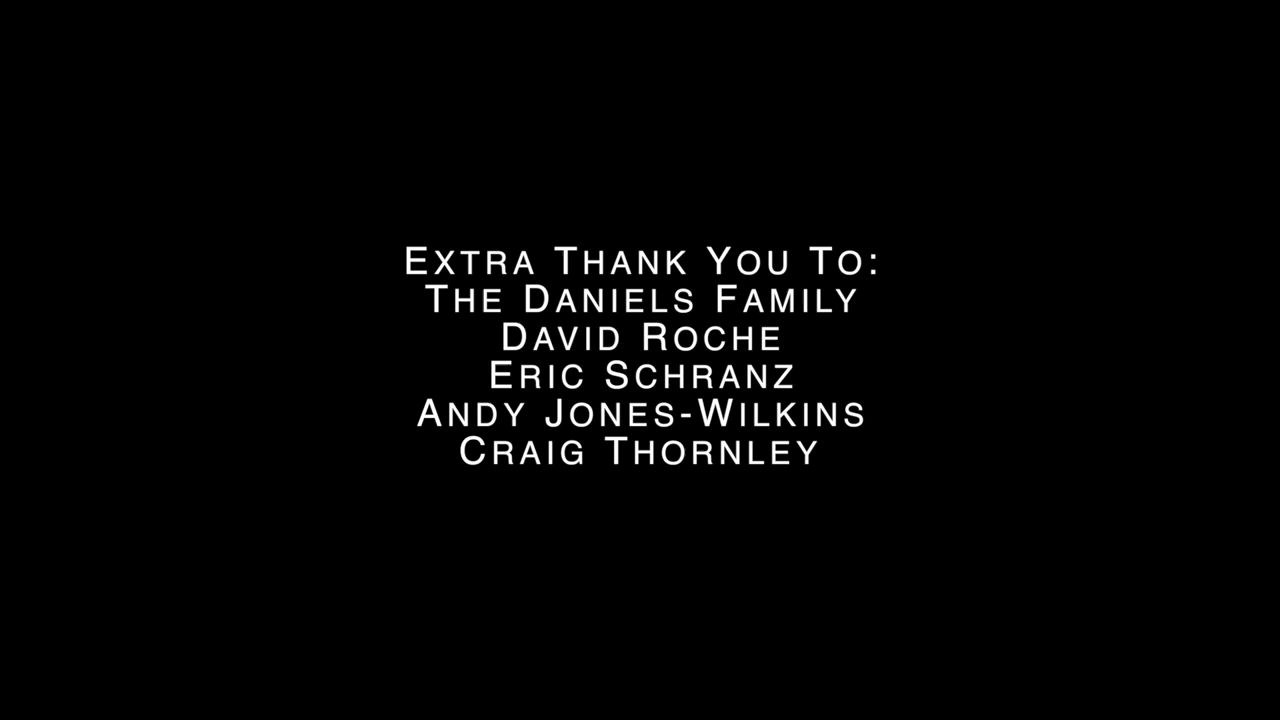 Extra Thank You To:
The Daniels Family
David Roche
Eric Schranz
Andy Jones-Wilkins
Craig Thornley